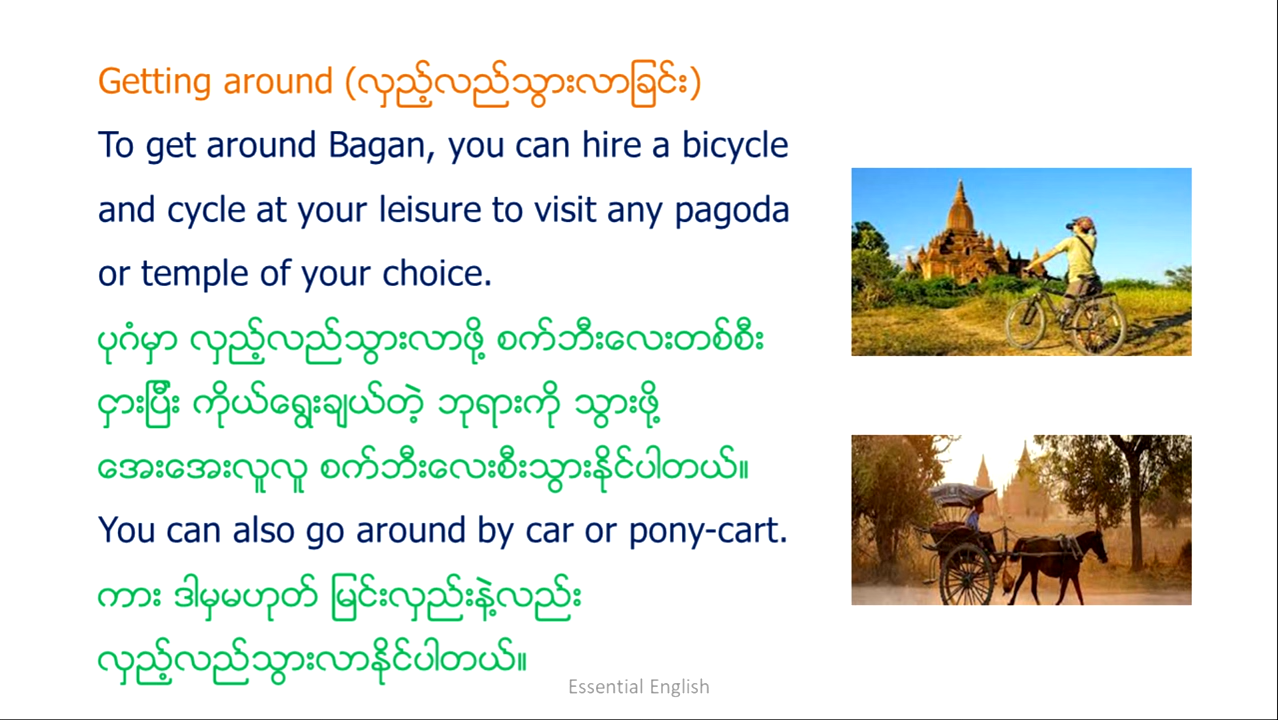 Getting around (လှည့်လည်သွားလာခြင်း)
To get around Bagan, you can hire a bicycle
and cycle at your leisure to visit any pagoda
or temple of your choice.
ပုဂံမှာ လှည့်လည်သွားလာဖို့ စက်ဘီးလေးတစ်စီး
ငှားပြီး ကိုယ်ရွေးချယ်တဲ့ ဘုရားကို သွားဖို့
အေးအေးလူလူ စက်ဘီးလေးစီးသွားနိုင်ပါတယ်။
You can also go around by car or pony-cart.
ကား ဒါမှမဟုတ် မြင်းလှည်းနဲ့လည်း
လှည့်လည်သွားလာနိုင်ပါတယ်။
Essential English